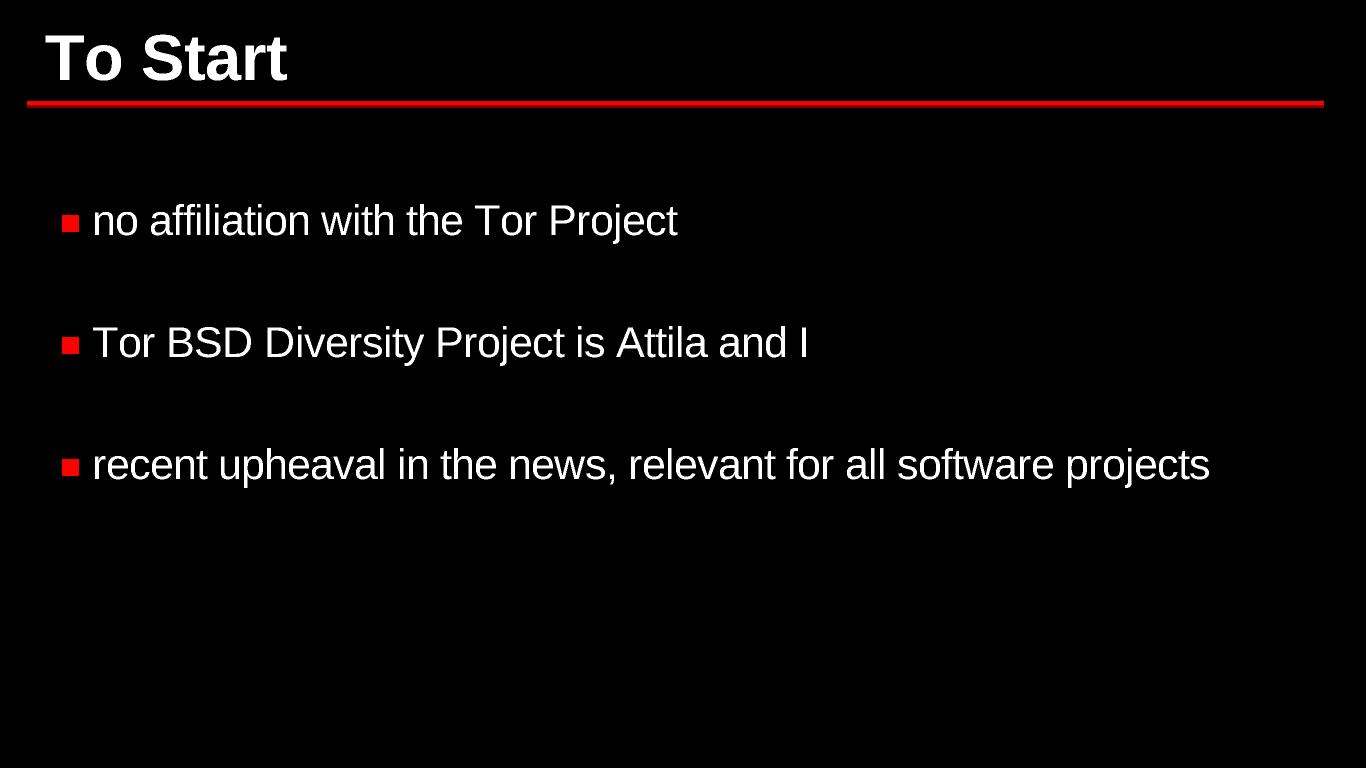 To Start
no affiliation with the Tor Project
Tor BSD Diversity Project is Attila and I
recent upheaval in the news, relevant for all software projects